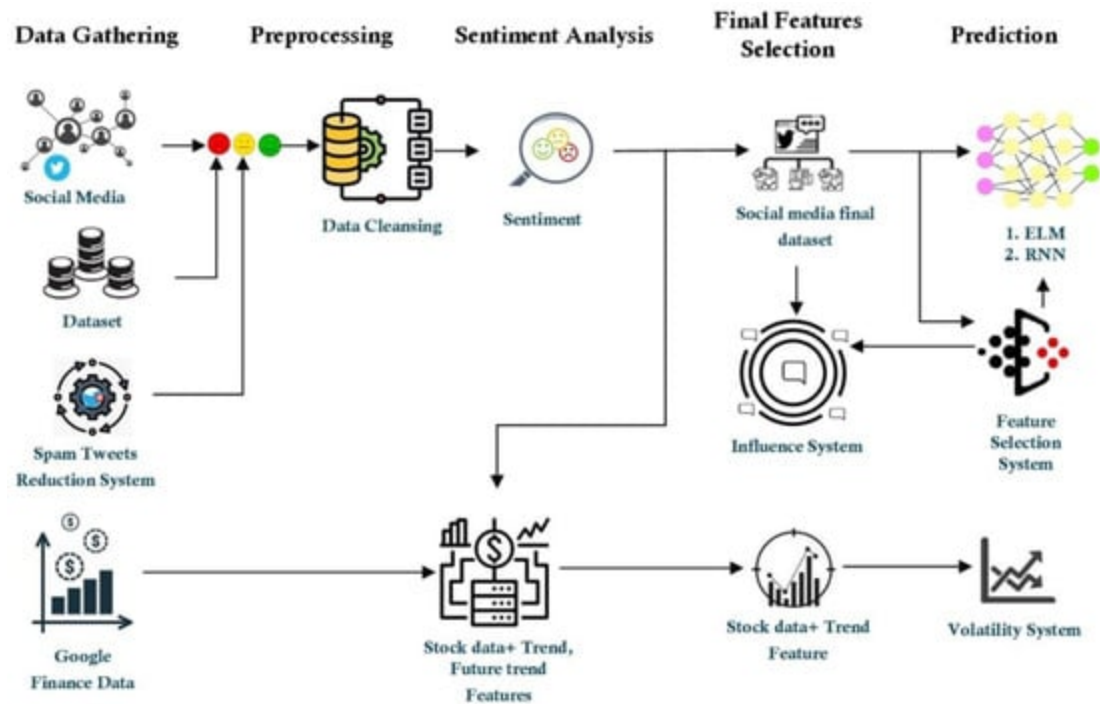 Data Gathering
Preprocessing
Sentiment Analysis
Final Features
Selection
Prediction
Social Media
Data Cleansing
Sentiment
Social media final
dataset
1. ELM
2. RNN
Dataset
Spam Tweets
Reduction System
Influence System
Feature
Selection
System
Google
Finance Data
Stock data+ Trend,
Future trend
Features
Stock data+ Trend
Feature
Volatility System